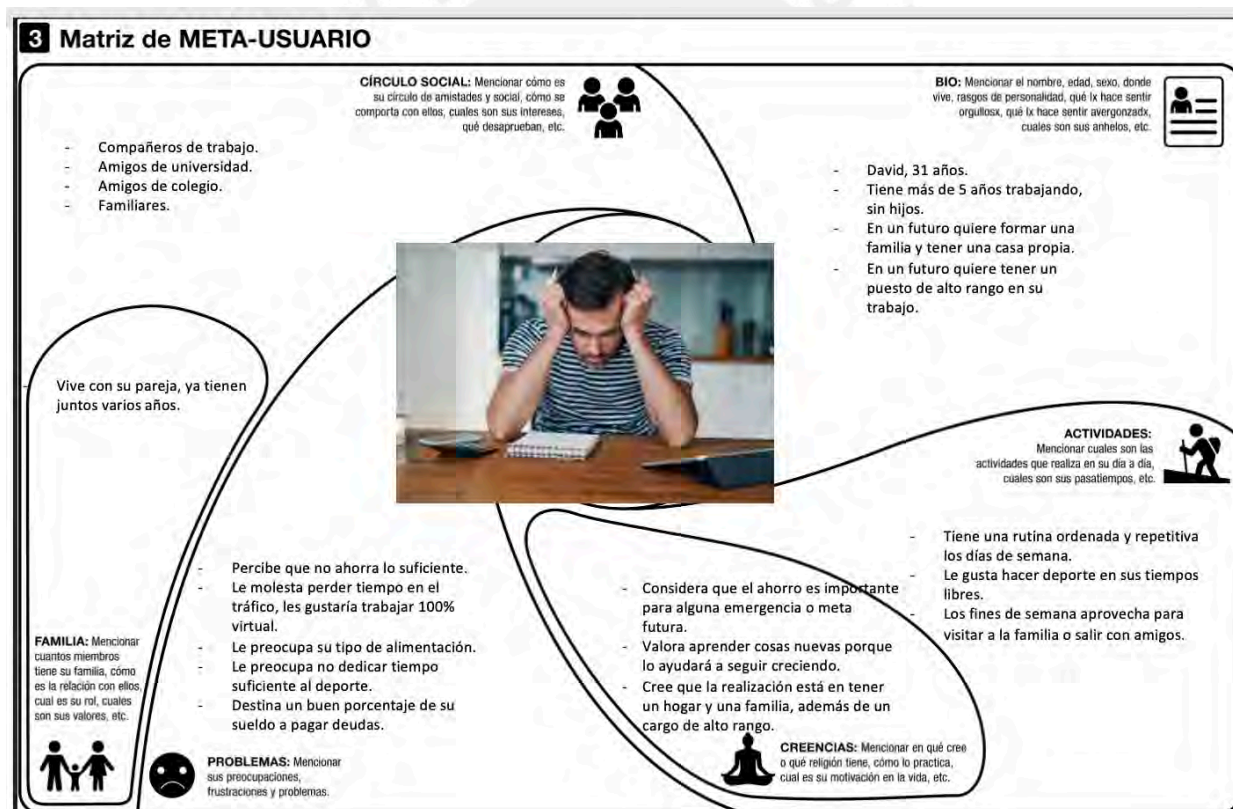 3 Matriz de META-USUARIO
CÍRCULO SOCIAL: Mencionar cómo es
su círculo de amistades y social, cómo se
comporta con ellos, cuales son sus intereses,
qué desaprueban, etc.
- Compañeros de trabajo.
- Amigos de universidad.
- Amigos de colegio.
- Familiares.
BIO: Mencionar el nombre, edad, sexo, donde
vive, rasgos de personalidad, qué lx hace sentir
orgullosx, qué lx hace sentir avergonzadx,
cuales son sus anhelos, etc.
- David, 31 años.
- Tiene más de 5 años trabajando,
sin hijos.
- En un futuro quiere formar una
familia y tener una casa propia.
- En un futuro quiere tener un
puesto de alto rango en su
trabajo.
- Vive con su pareja, ya tienen
juntos varios años.
FAMILIA: Mencionar
cuantos miembros
tiene su familia, cómo
es la relación con ellos,
cual es su rol, cuales
son sus valores, etc.
- Percibe que no ahorra lo suficiente.
- Le molesta perder tiempo en el
tráfico, les gustaría trabajar 100%
virtual.
- Le preocupa su tipo de alimentación.
- Le preocupa no dedicar tiempo
suficiente al deporte.
- Destina un buen porcentaje de su
sueldo a pagar deudas.
PROBLEMAS: Mencionar
sus preocupaciones,
frustraciones y problemas.
- Considera que el ahorro es importante
para alguna emergencia o meta
futura.
- Valora aprender cosas nuevas porque
lo ayudará a seguir creciendo.
- Cree que la realización está en tener
un hogar y una familia, además de un
cargo de alto rango.
CREENCIAS: Mencionar en qué cree
o qué religión tiene, cómo lo practica,
cual es su motivación en la vida, etc.
ACTIVIDADES:
Mencionar cuales son las
actividades que realiza en su día a día,
cuales son sus pasatiempos, etc.
- Tiene una rutina ordenada y repetitiva
los días de semana.
- Le gusta hacer deporte en sus tiempos
libres.
- Los fines de semana aprovecha para
visitar a la familia o salir con amigos.